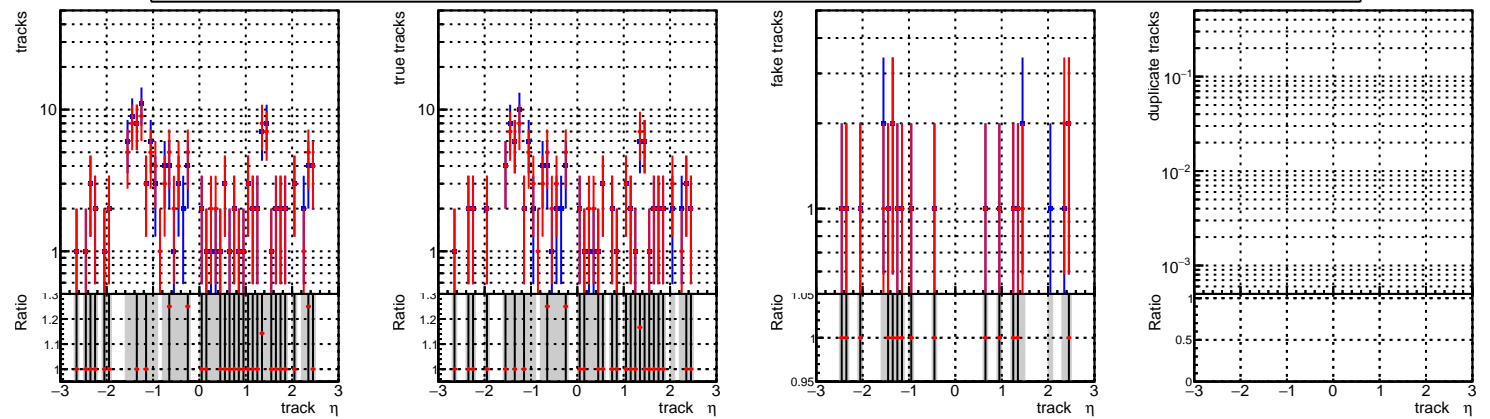 tracks
10
1
Ratio
1.3
1.2
1.1
1
−3 −2 −1 0 1 2 3
track η
true tracks
10
1
Ratio
1.3
1.2
1.1
1
−3 −2 −1 0 1 2 3
track η
fake tracks
1
Ratio
1.05
1
0.95
−3 −2 −1 0 1 2 3
track η
duplicate tracks
10⁻¹
10⁻²
10⁻³
Ratio
1
0.5
0
−3 −2 −1 0 1 2 3
track η